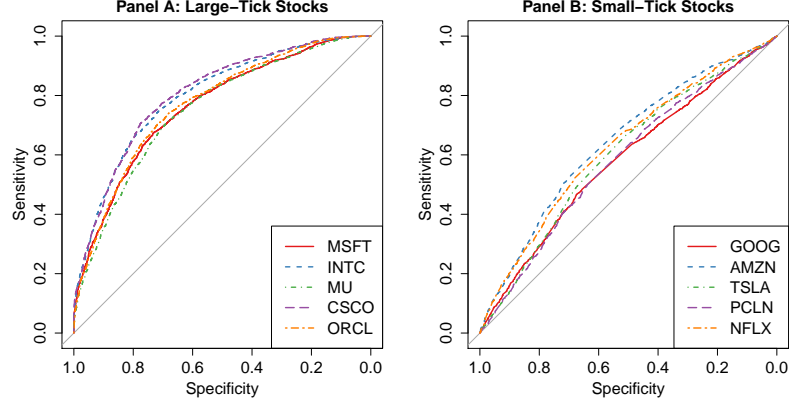 Panel A: Large−Tick Stocks
Sensitivity
1.0
0.8
0.6
0.4
0.2
0.0
MSFT
INTC
MU
CSCO
ORCL
1.0 0.8 0.6 0.4 0.2 0.0
Specificity
Panel B: Small−Tick Stocks
Sensitivity
1.0
0.8
0.6
0.4
0.2
0.0
GOOG
AMZN
TSLA
PCLN
NFLX
1.0 0.8 0.6 0.4 0.2 0.0
Specificity